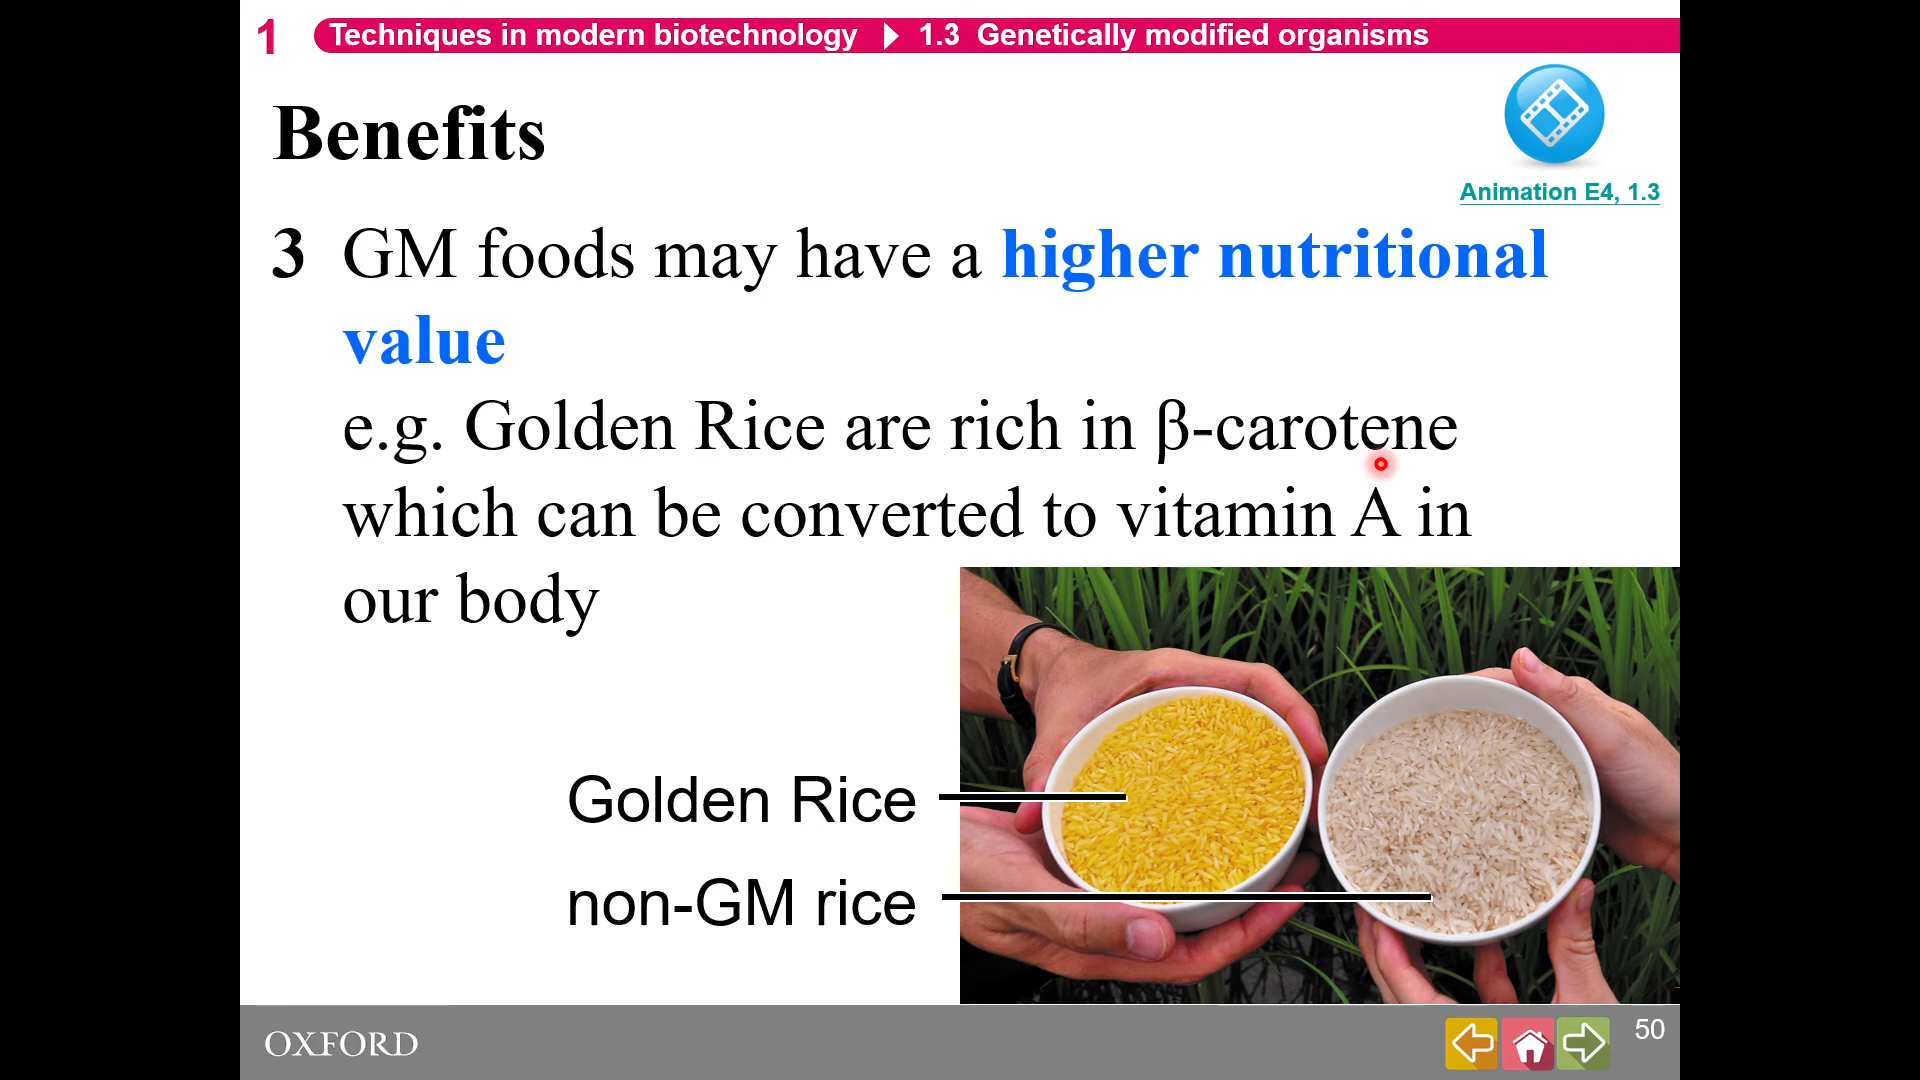 1 Techniques in modern biotechnology 1.3 Genetically modified organisms
Benefits
Animation E4, 1.3
3 GM foods may have a higher nutritional
value
e.g. Golden Rice are rich in β-carotene
which can be converted to vitamin A in
our body
Golden Rice
non-GM rice
OXFORD
50